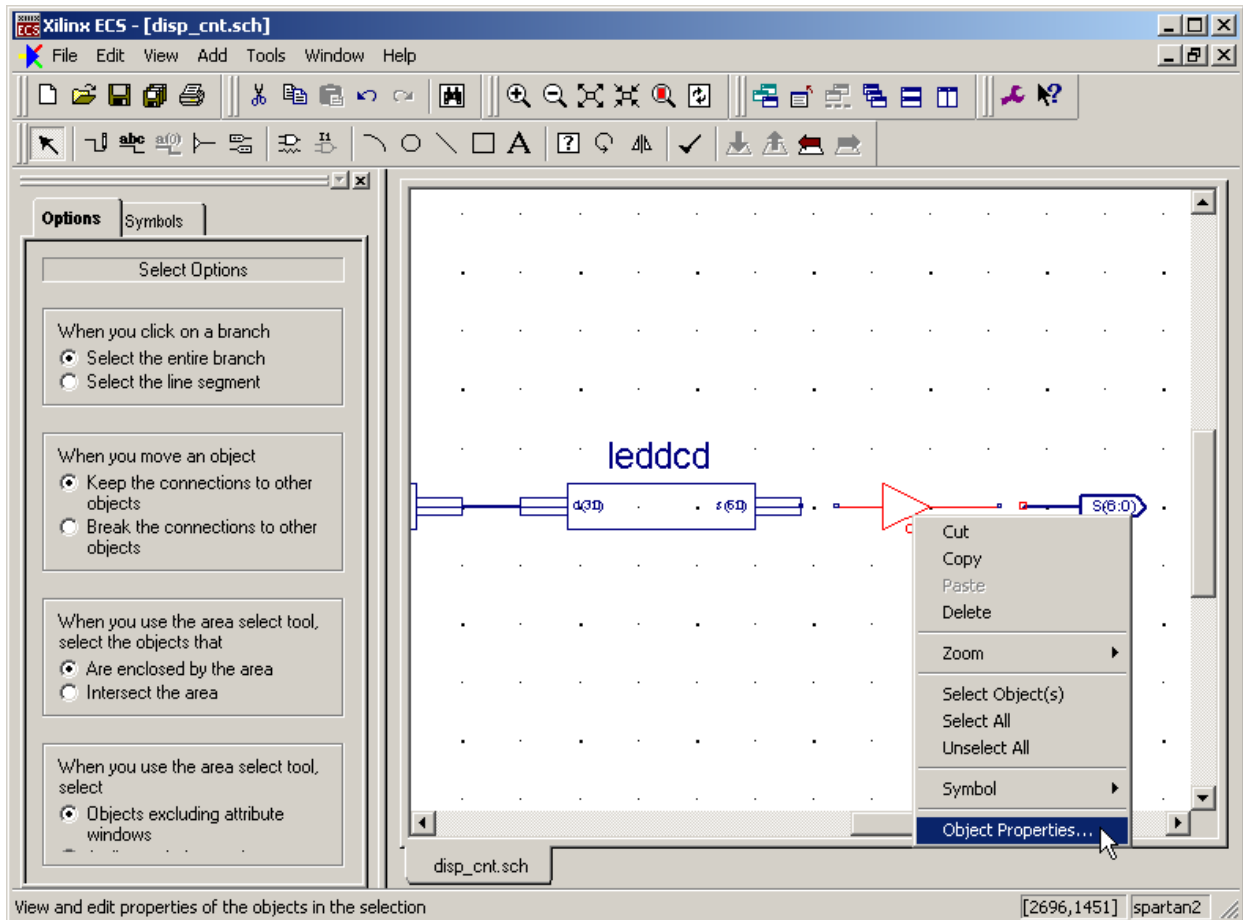 Xilinx ECS - [disp_cnt.sch]
File Edit View Add Tools Window Help
abc
A
Options Symbols
Select Options
When you click on a branch
Select the entire branch
Select the line segment
When you move an object
Keep the connections to other
objects
Break the connections to other
objects
When you use the area select tool,
select the objects that
Are enclosed by the area
Intersect the area
When you use the area select tool,
select
Objects excluding attribute
windows
leddcd
S(6:0)
Cut
Copy
Paste
Delete
Zoom
Select Object(s)
Select All
Unselect All
Symbol
Object Properties...
disp_cnt.sch
View and edit properties of the objects in the selection
[2696,1451] spartan2